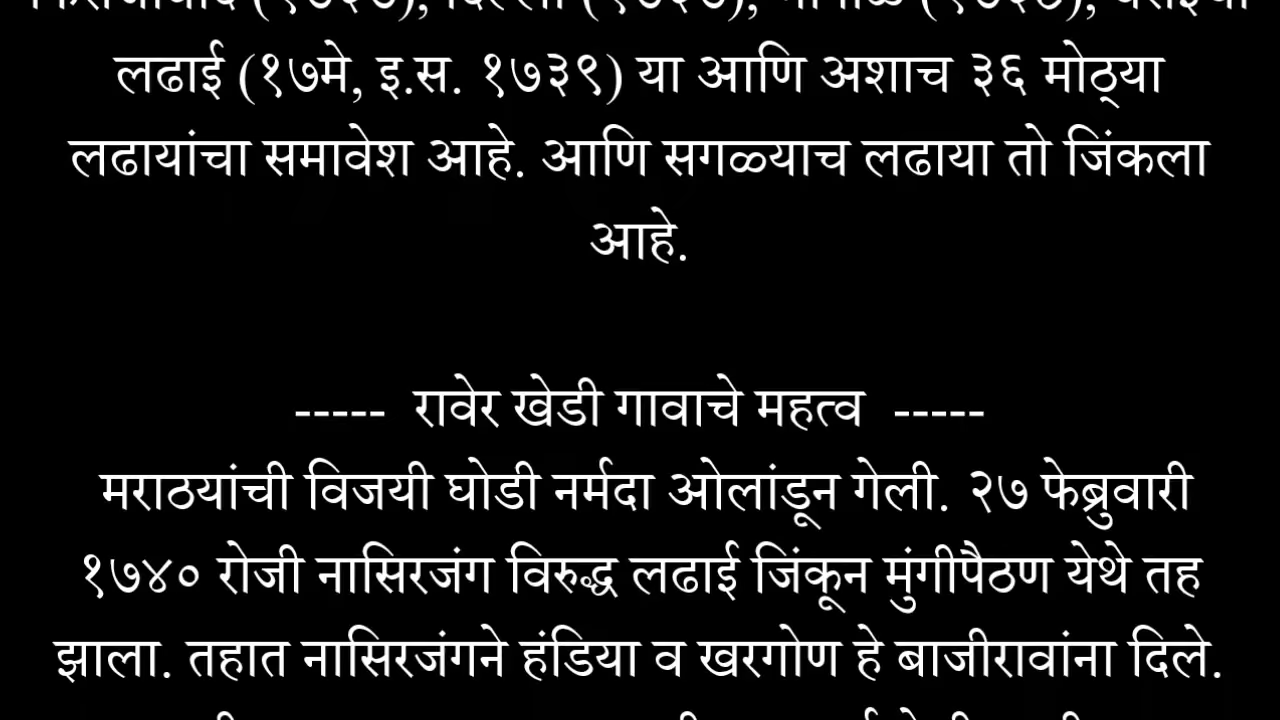 लढाई (१७मे, इ.स. १७३९) या आणि अशाच ३६ मोठ्या
लढायांचा समावेश आहे. आणि सगळ्याच लढाया तो जिंकला
आहे.
----- रावेर खेडी गावाचे महत्व -----
मराठयांची विजयी घोडी नर्मदा ओलांडून गेली. २७ फेब्रुवारी
१७४० रोजी नासिरजंग विरुद्ध लढाई जिंकून मुंगीपैठण येथे तह
झाला. तहात नासिरजंगने हंडिया व खरगोण हे बाजीरावांना दिले.